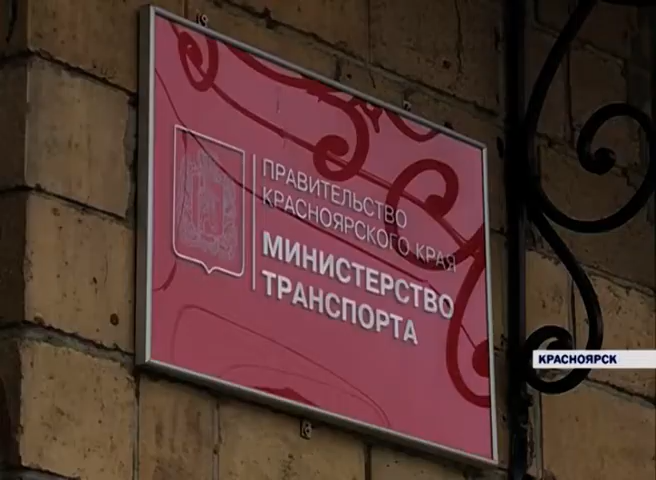 ПРАВИТЕЛЬСТВО
КРАСНОЯРСКОГО КРАЯ
МИНИСТЕРСТВО
ТРАНСПОРТА
КРАСНОЯРСК